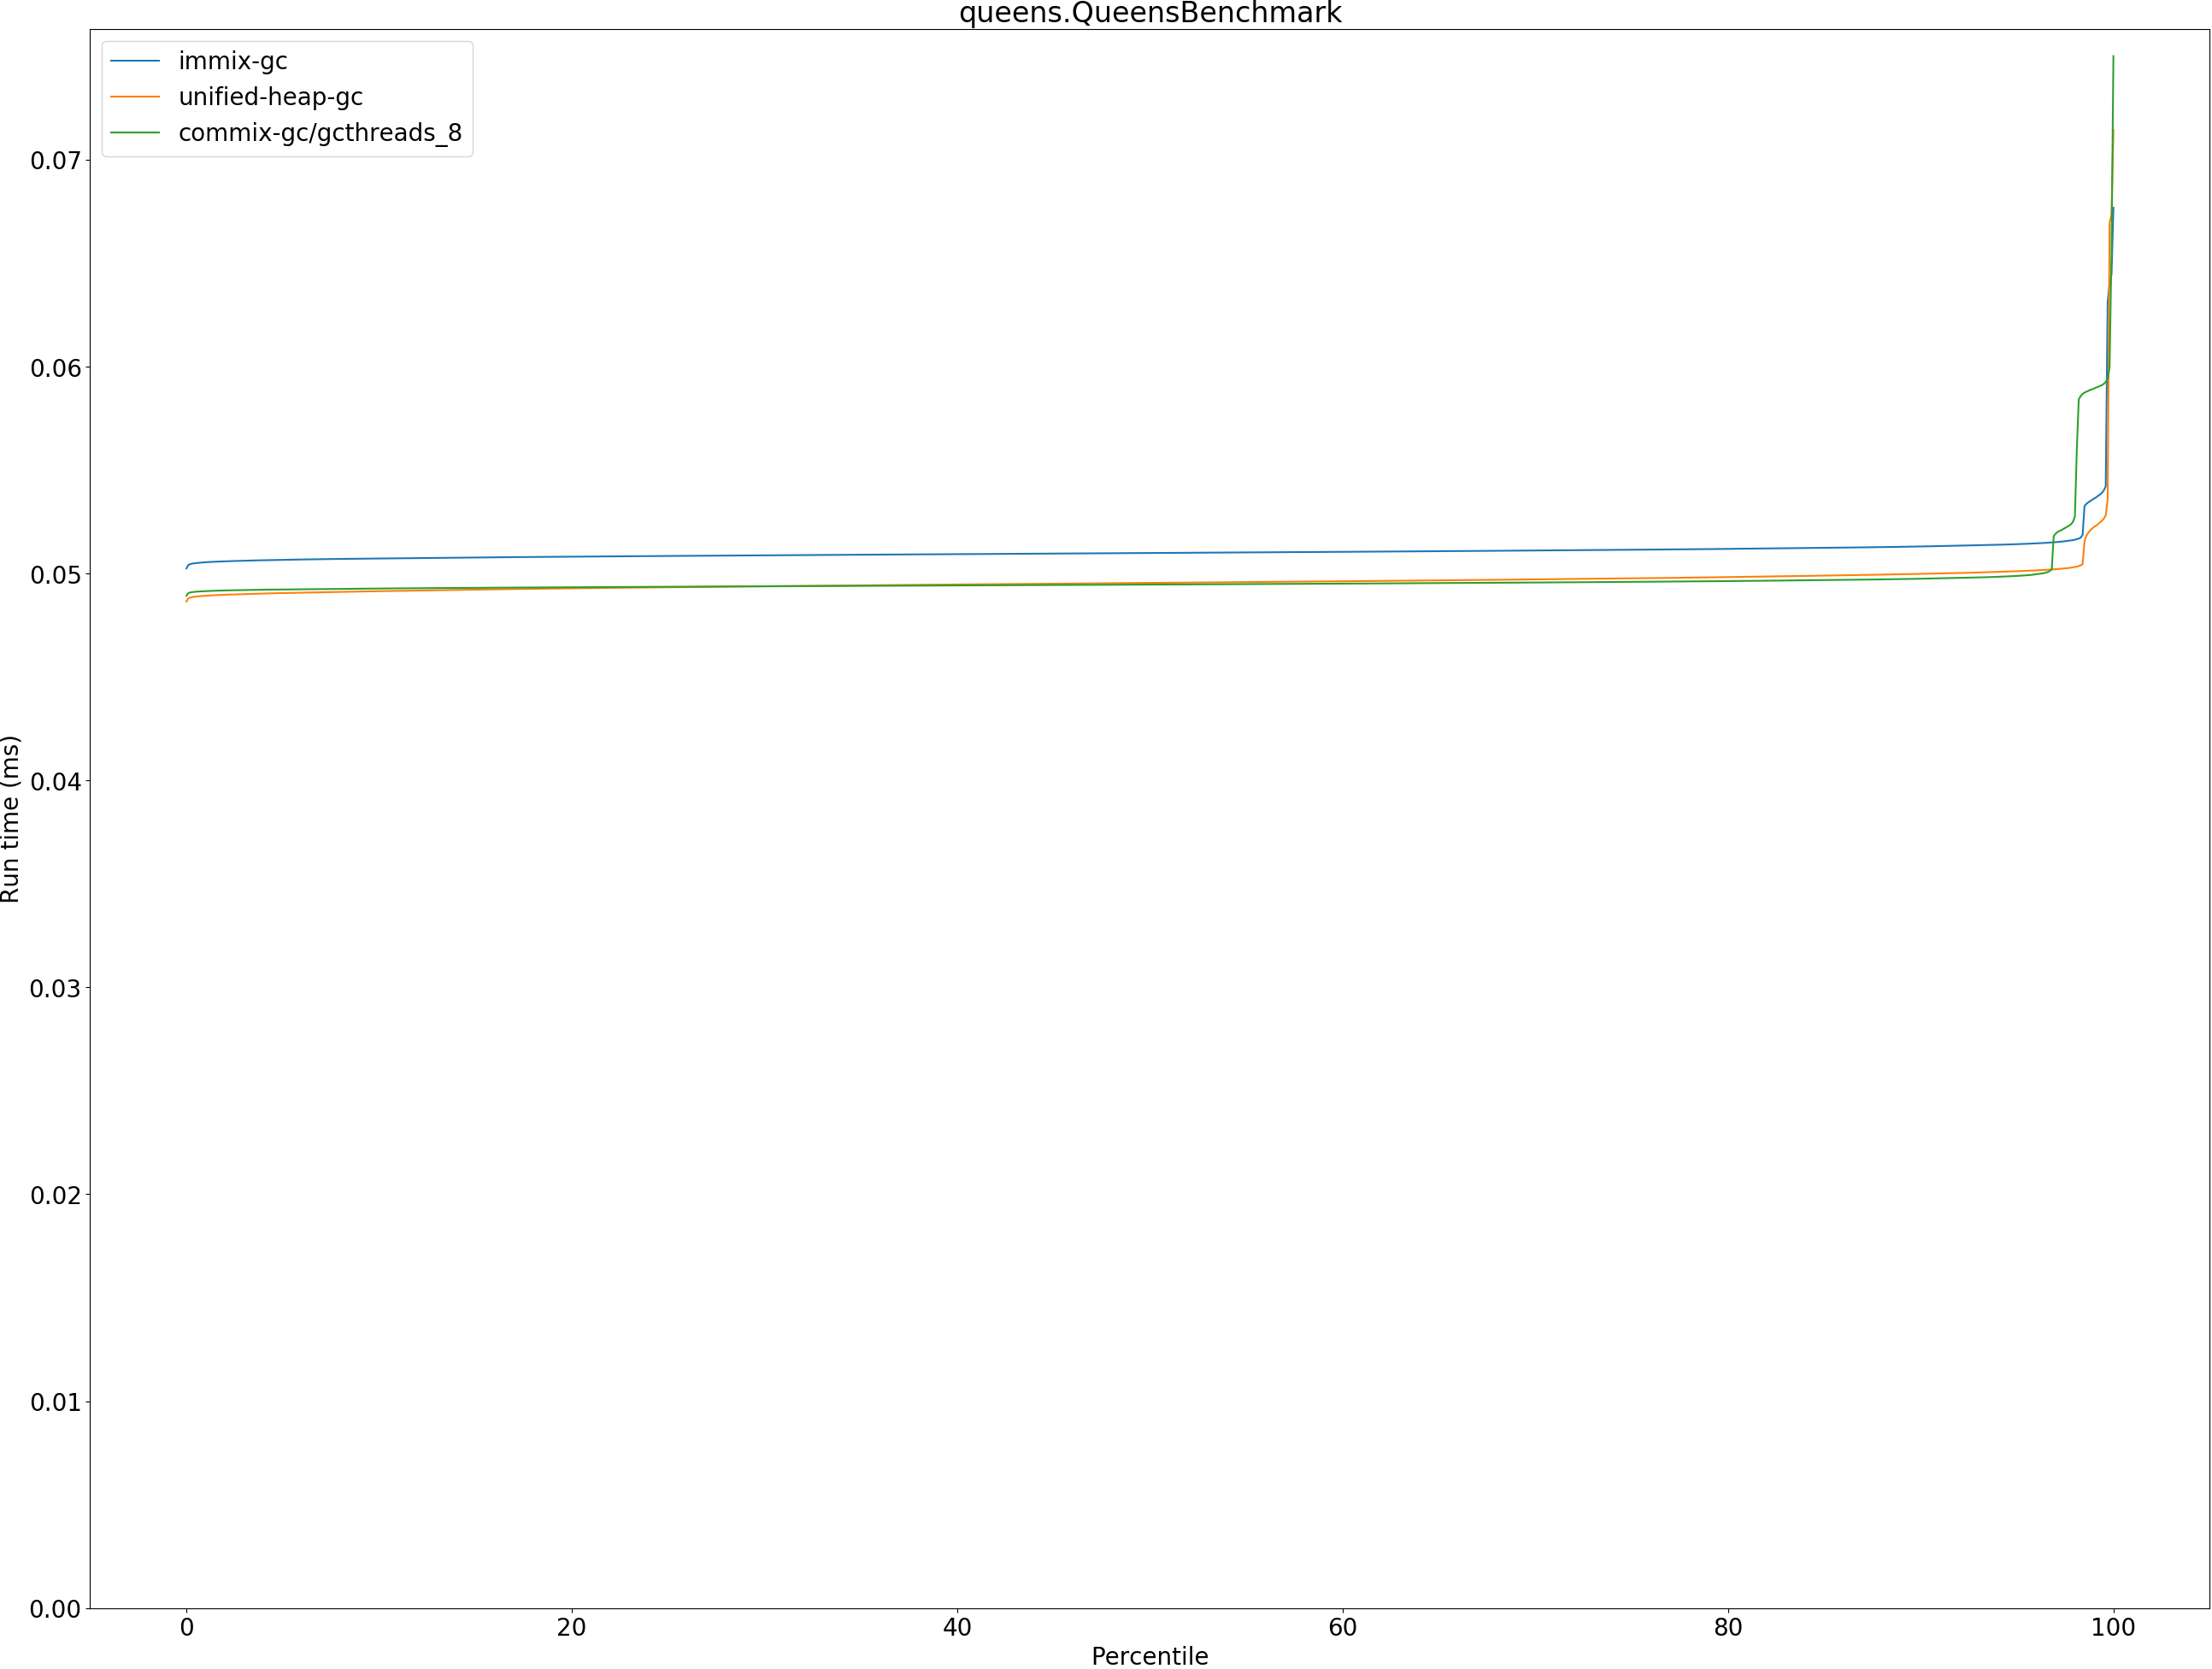 queens.QueensBenchmark
immix-gc
unified-heap-gc
commix-gc/gcthreads_8
0.07
0.06
0.05
0.04
0.03
0.02
0.01
0.00
Run time (ms)
0 20 40 60 80 100
Percentile